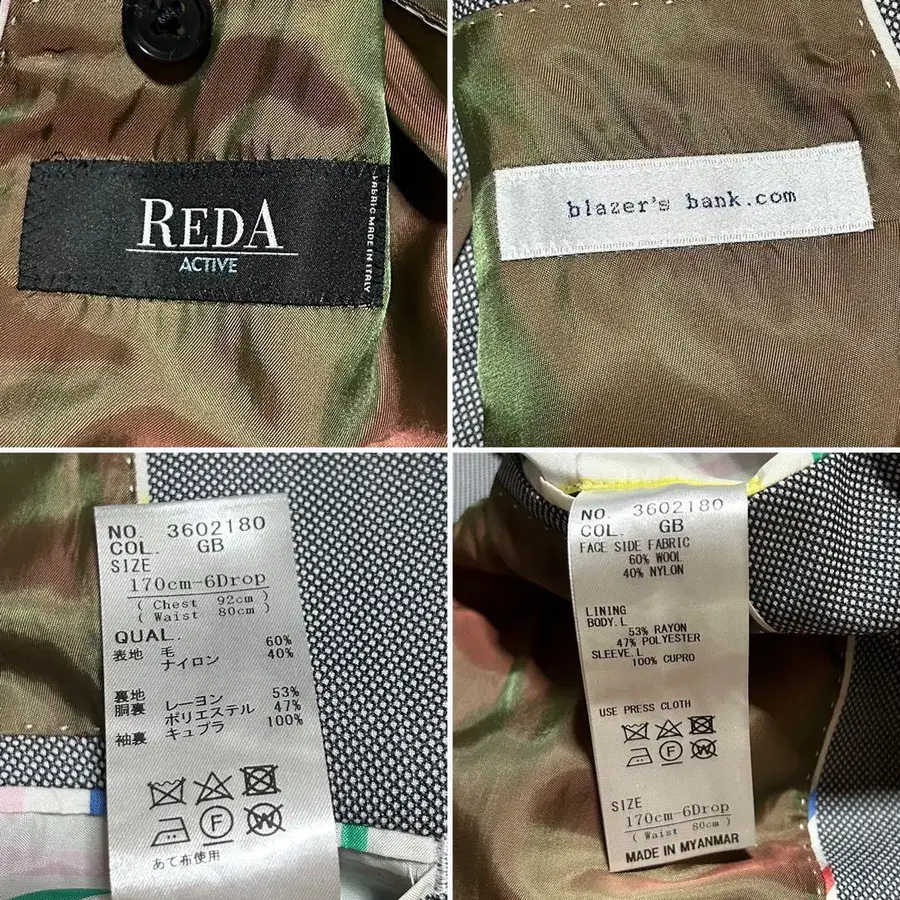 REDA
ACTIVE
FABRIC MADE IN ITALY
blazer's bank.com
NO. 3602180
COL. GB
SIZE
170cm-6Drop
( Chest 92cm )
( Waist 80cm )
QUAL.
表地 毛 60%
ナイロン 40%
裏地
胴裏 レーヨン 53%
ポリエステル 47%
袖裏 キュプラ 100%
F
W
あて布使用
NO. 3602180
COL. GB
FACE SIDE FABRIC
60% WOOL
40% NYLON
LINING
BODY.L
53% RAYON
47% POLYESTER
SLEEVE.L
100% CUPRO
USE PRESS CLOTH
F
W
SIZE
170cm-6Drop
( Waist 80cm )
MADE IN MYANMAR